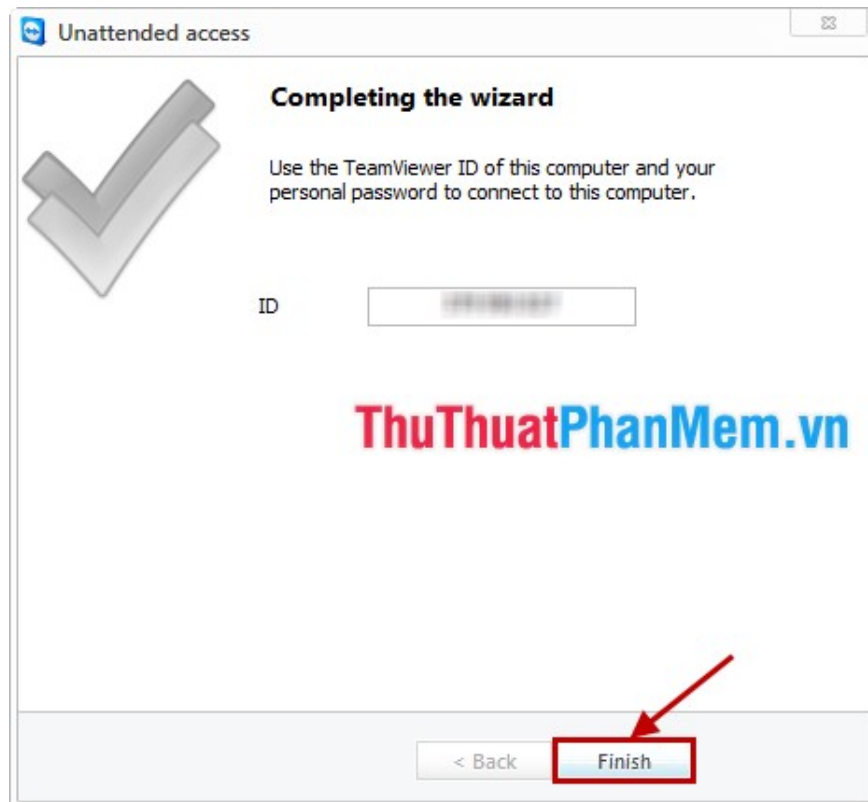 Unattended access
Completing the wizard
Use the TeamViewer ID of this computer and your
personal password to connect to this computer.
ID
ThuThuatPhanMem.vn
< Back
Finish